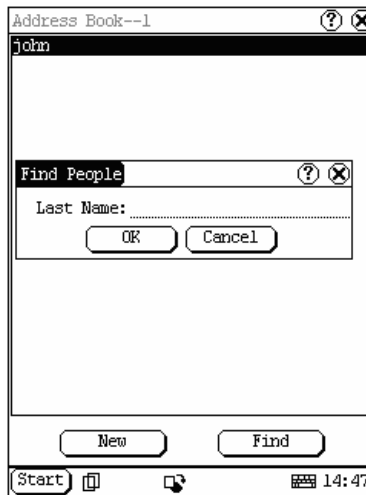 Address Book--1
john
Find People
Last Name:
OK Cancel
New Find
Start 14:47